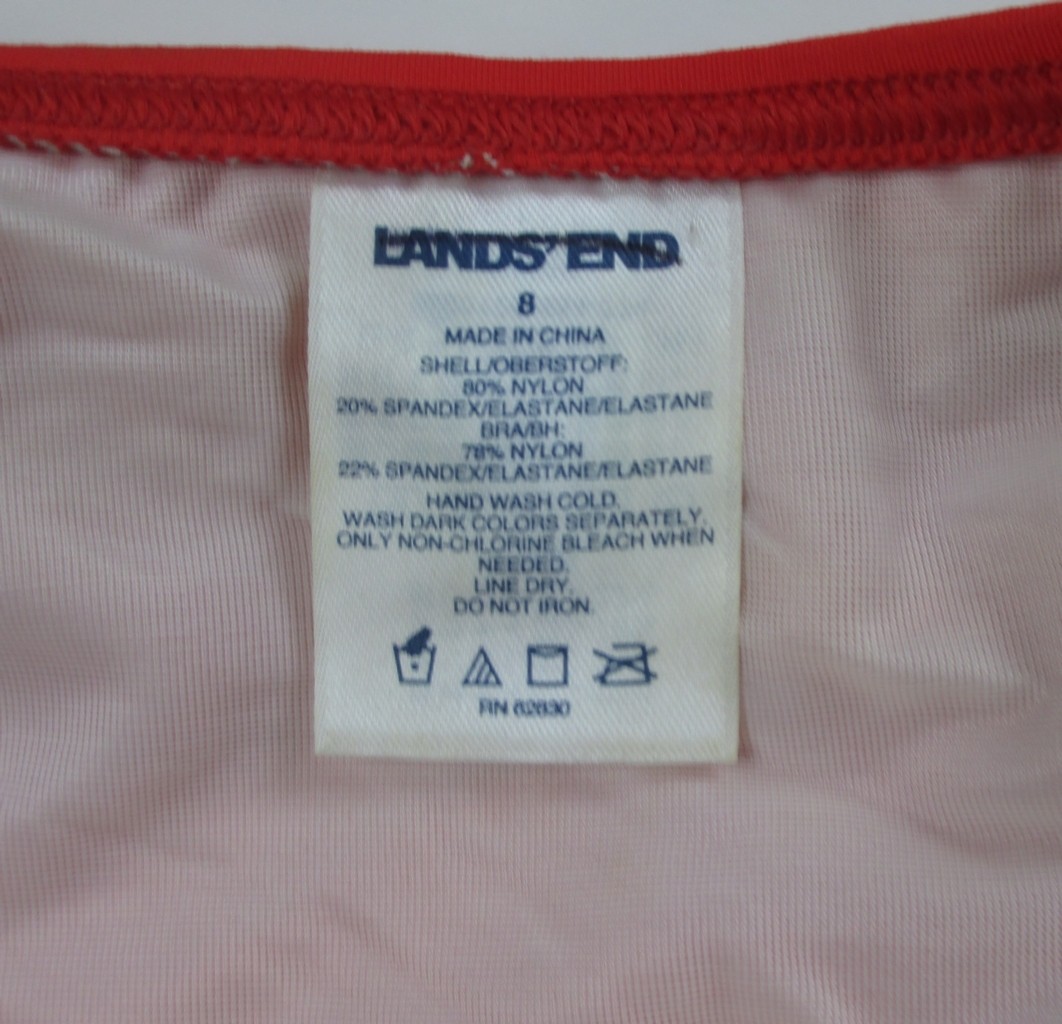 LANDS' END
8
MADE IN CHINA
SHELL/OBERSTOFF:
80% NYLON
20% SPANDEX/ELASTANE/ELASTANE
BRA/BH:
78% NYLON
22% SPANDEX/ELASTANE/ELASTANE
HAND WASH COLD.
WASH DARK COLORS SEPARATELY.
ONLY NON-CHLORINE BLEACH WHEN
NEEDED.
LINE DRY.
DO NOT IRON.
RN 62830